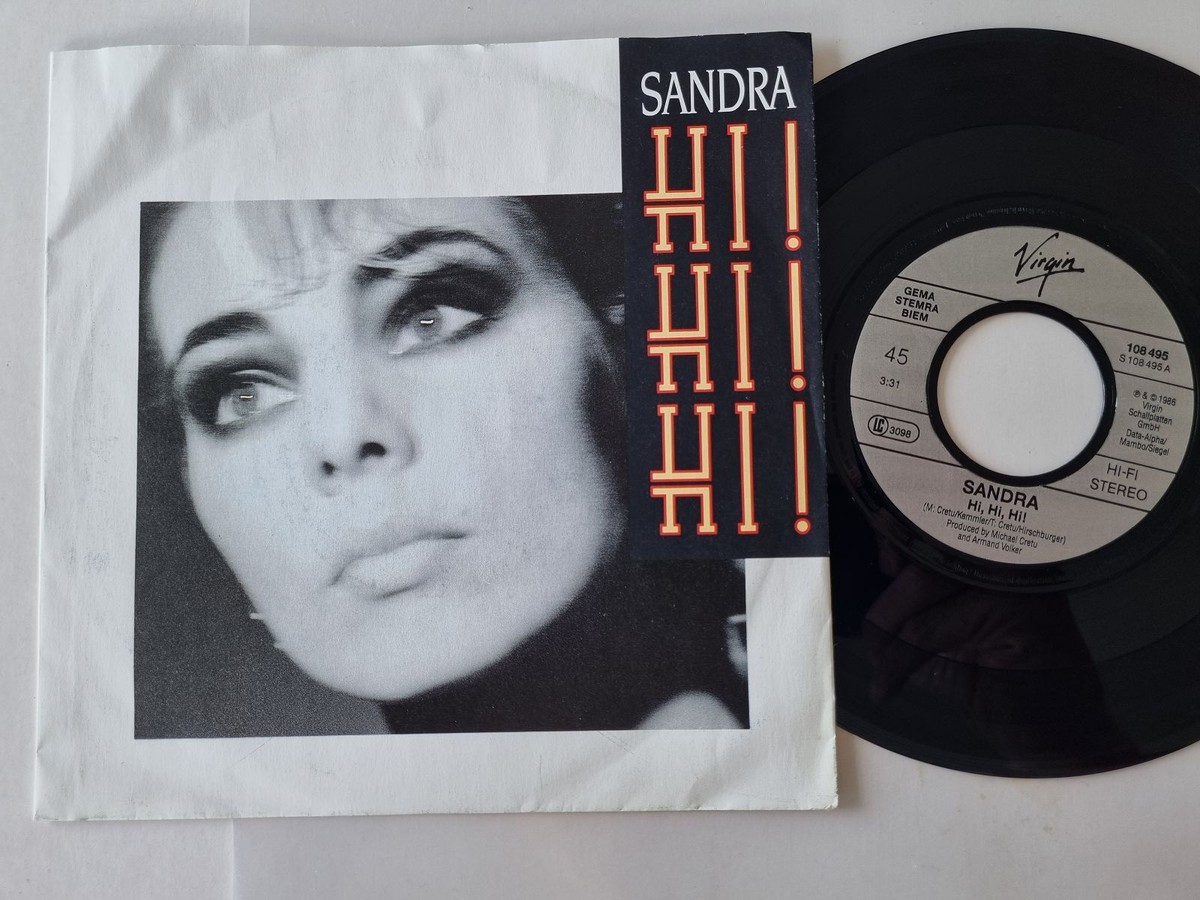 SANDRA
HI!
HI!
HI!
Virgin
GEMA
STEMRA
BIEM
45
3:31
LC 3098
108 495
S 108 495 A
℗ & © 1985
Virgin
Schallplatten
GmbH
Data-Alpha/
Mambo/Siegel
HI-FI
STEREO
SANDRA
Hi, Hi, Hi!
(M. Cretu/Kemmler/T. Cretu/Hirschburger)
Produced by Michael Cretu
and Armand Volker